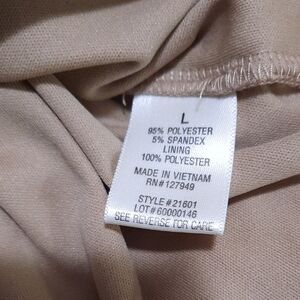 L
95% POLYESTER
5% SPANDEX
LINING
100% POLYESTER
MADE IN VIETNAM
RN#127949
STYLE#21601
LOT#60000146
SEE REVERSE FOR CARE